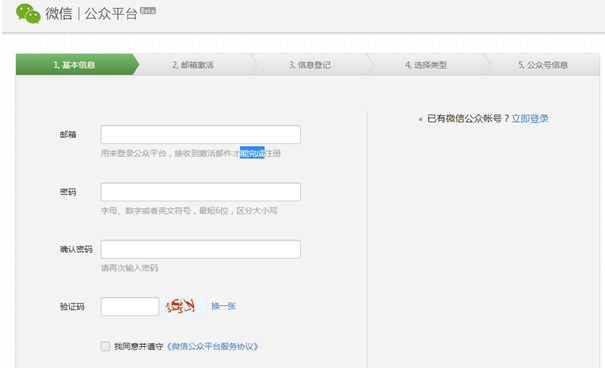 微信 | 公众平台 Beta
1, 基本信息 2, 邮箱激活 3, 信息登记 4, 选择类型 5, 公众号信息
已有微信公众帐号？立即登录
邮箱
用来登录公众平台，接收到激活邮件才能完成注册
密码
字母、数字或者英文符号，最短6位，区分大小写
确认密码
请再次输入密码
验证码 换一张
我同意并遵守《微信公众平台服务协议》